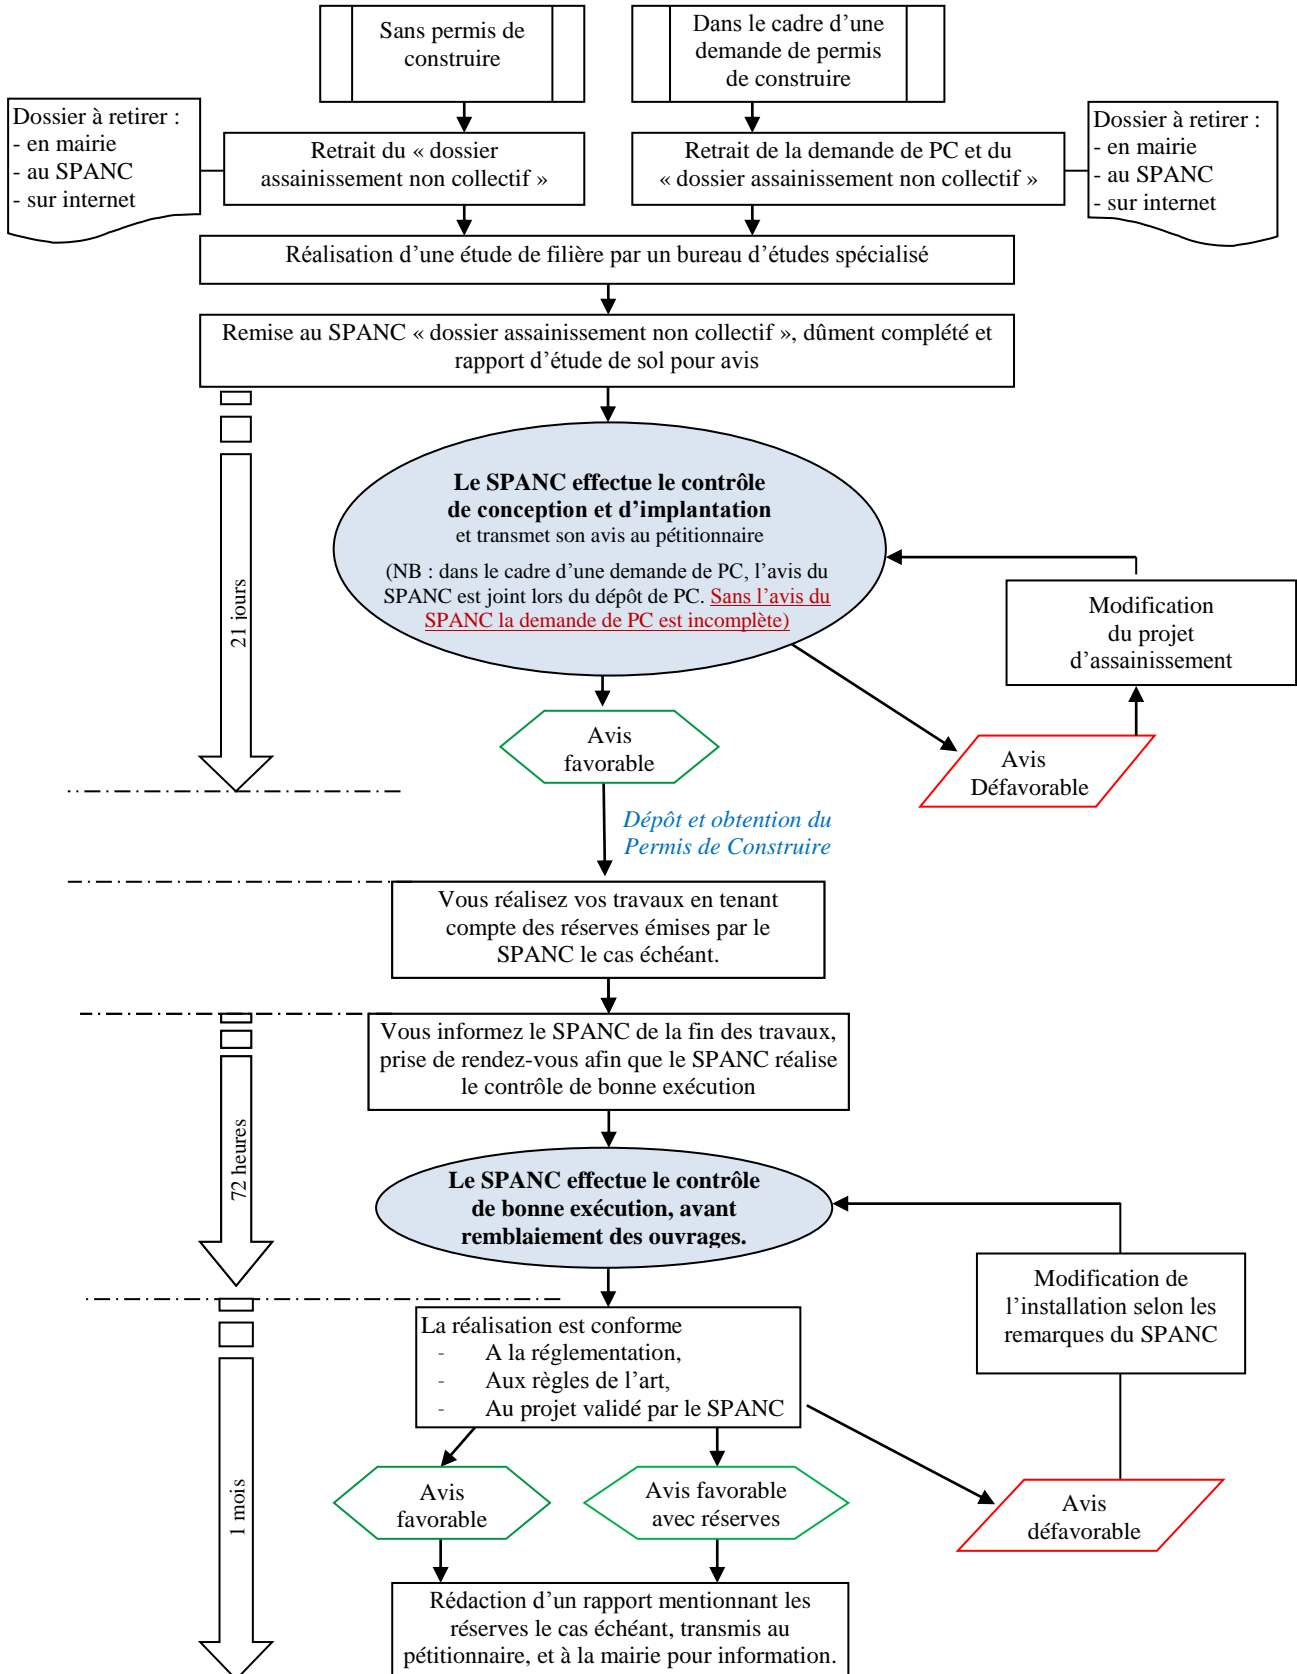 Sans permis de
construire
Dans le cadre d’une
demande de permis
de construire
Dossier à retirer :
- en mairie
- au SPANC
- sur internet
Retrait du « dossier
assainissement non collectif »
Retrait de la demande de PC et du
« dossier assainissement non collectif »
Dossier à retirer :
- en mairie
- au SPANC
- sur internet
Réalisation d’une étude de filière par un bureau d’études spécialisé
Remise au SPANC « dossier assainissement non collectif », dûment complété et
rapport d’étude de sol pour avis
21 jours
Le SPANC effectue le contrôle
de conception et d’implantation
et transmet son avis au pétitionnaire
(NB : dans le cadre d’une demande de PC, l’avis du
SPANC est joint lors du dépôt de PC. Sans l’avis du
SPANC la demande de PC est incomplète)
Modification
du projet
d’assainissement
Avis
favorable
Avis
Défavorable
Dépôt et obtention du
Permis de Construire
Vous réalisez vos travaux en tenant
compte des réserves émises par le
SPANC le cas échéant.
Vous informez le SPANC de la fin des travaux,
prise de rendez-vous afin que le SPANC réalise
le contrôle de bonne exécution
72 heures
Le SPANC effectue le contrôle
de bonne exécution, avant
remblaiement des ouvrages.
Modification de
l’installation selon les
remarques du SPANC
La réalisation est conforme
- A la réglementation,
- Aux règles de l’art,
- Au projet validé par le SPANC
1 mois
Avis
favorable
Avis favorable
avec réserves
Avis
défavorable
Rédaction d’un rapport mentionnant les
réserves le cas échéant, transmis au
pétitionnaire, et à la mairie pour information.